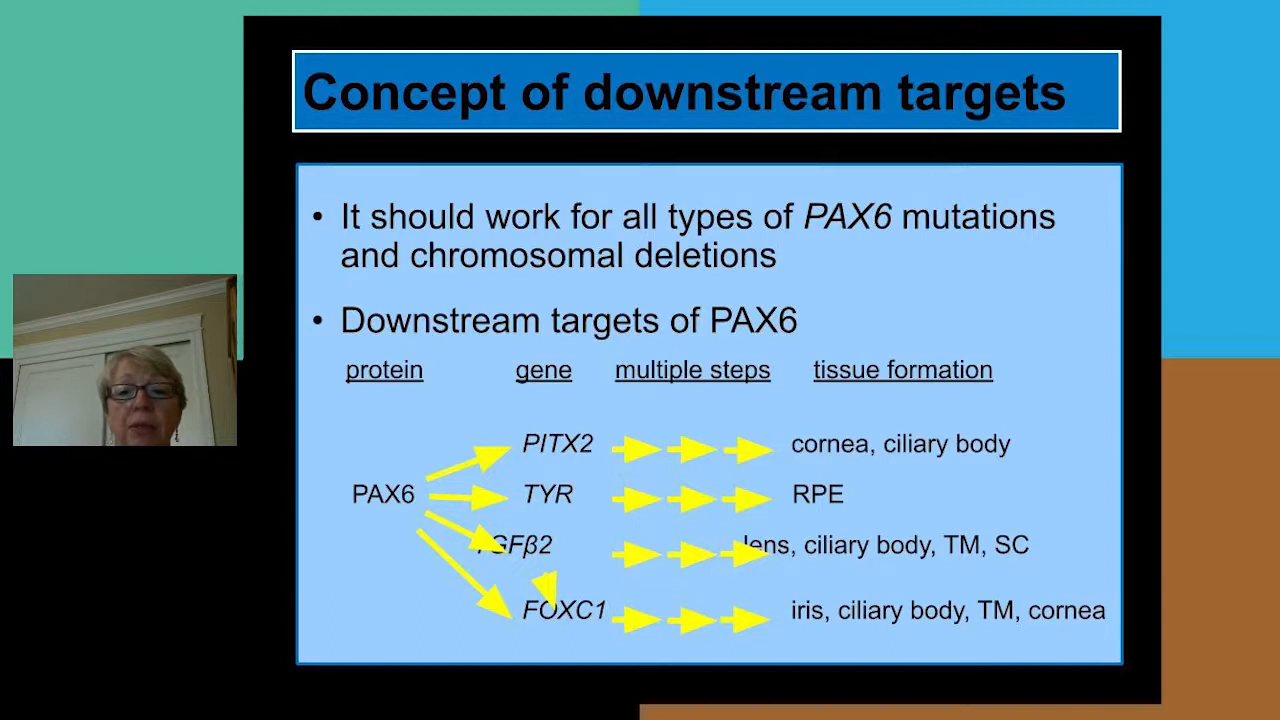 Concept of downstream targets
• It should work for all types of PAX6 mutations
and chromosomal deletions
• Downstream targets of PAX6
protein gene multiple steps tissue formation
PITX2 cornea, ciliary body
PAX6 TYR RPE
TGFβ2 lens, ciliary body, TM, SC
FOXC1 iris, ciliary body, TM, cornea